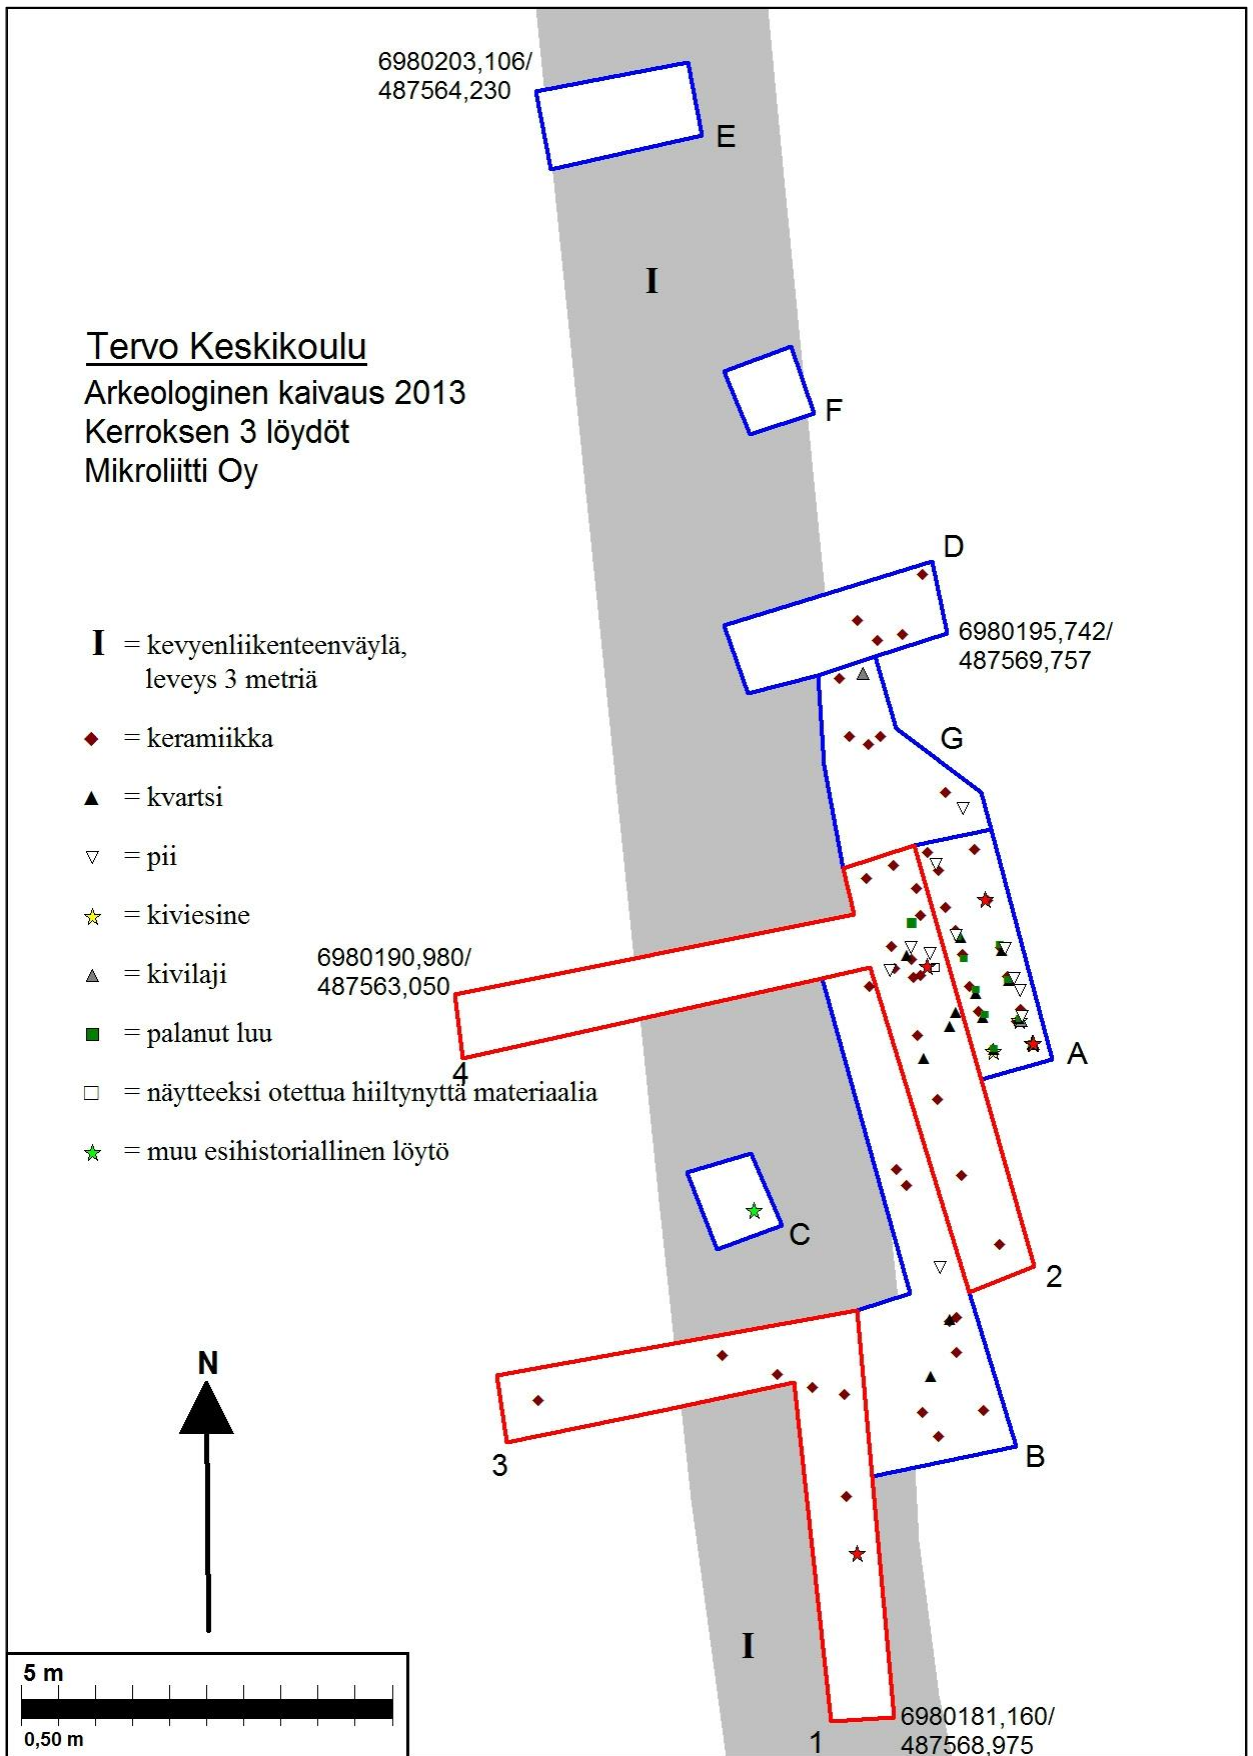 6980203,106/
487564,230
E
I
Tervo Keskikoulu
Arkeologinen kaivaus 2013
Kerroksen 3 löydöt
Mikroliitti Oy
F
D
6980195,742/
487569,757
I = kevyenliikenteenväylä,
leveys 3 metriä
= keramiikka
G
= kvartsi
= pii
= kiviesine
= kivilaji
6980190,980/
487563,050
= palanut luu
A
4
= näytteeksi otettua hiiltynyttä materiaalia
= muu esihistoriallinen löytö
C
2
N
3
B
I
5 m
0,50 m
1
6980181,160/
487568,975